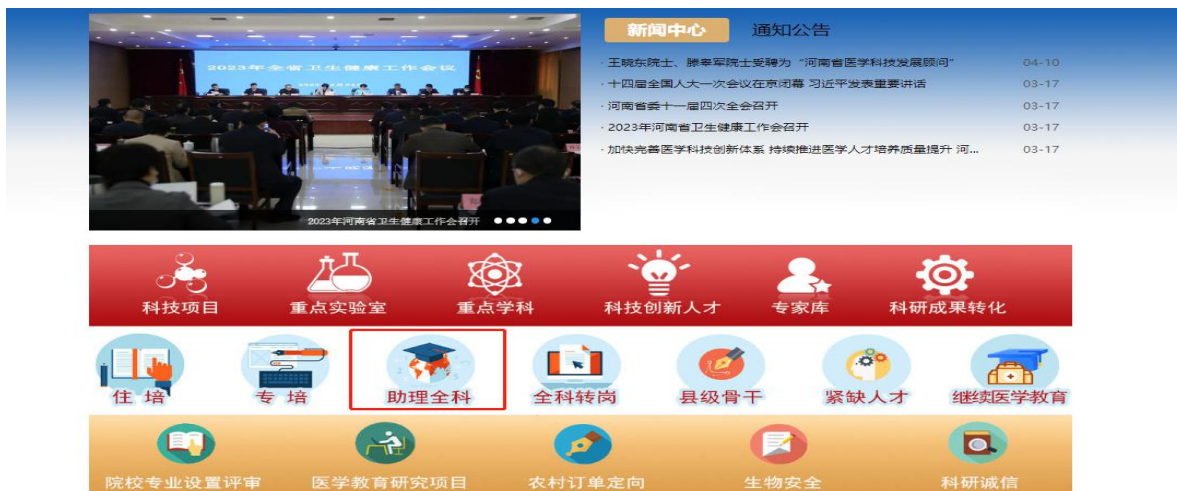 新闻中心 通知公告
2023年全省卫生健康工作会议
·王晓东院士、滕皋军院士受聘为“河南省医学科技发展顾问” 04-10
·十四届全国人大一次会议在京闭幕 习近平发表重要讲话 03-17
·河南省委十一届四次全会召开 03-17
·2023年河南省卫生健康工作会召开 03-17
·加快完善医学科技创新体系 持续推进医学人才培养质量提升 河... 03-17
2023年河南省卫生健康工作会召开
科技项目 重点实验室 重点学科 科技创新人才 专家库 科研成果转化
住培 专培 助理全科 全科转岗 县级骨干 紧缺人才 继续医学教育
院校专业设置评审 医学教育研究项目 农村订单定向 生物安全 科研诚信